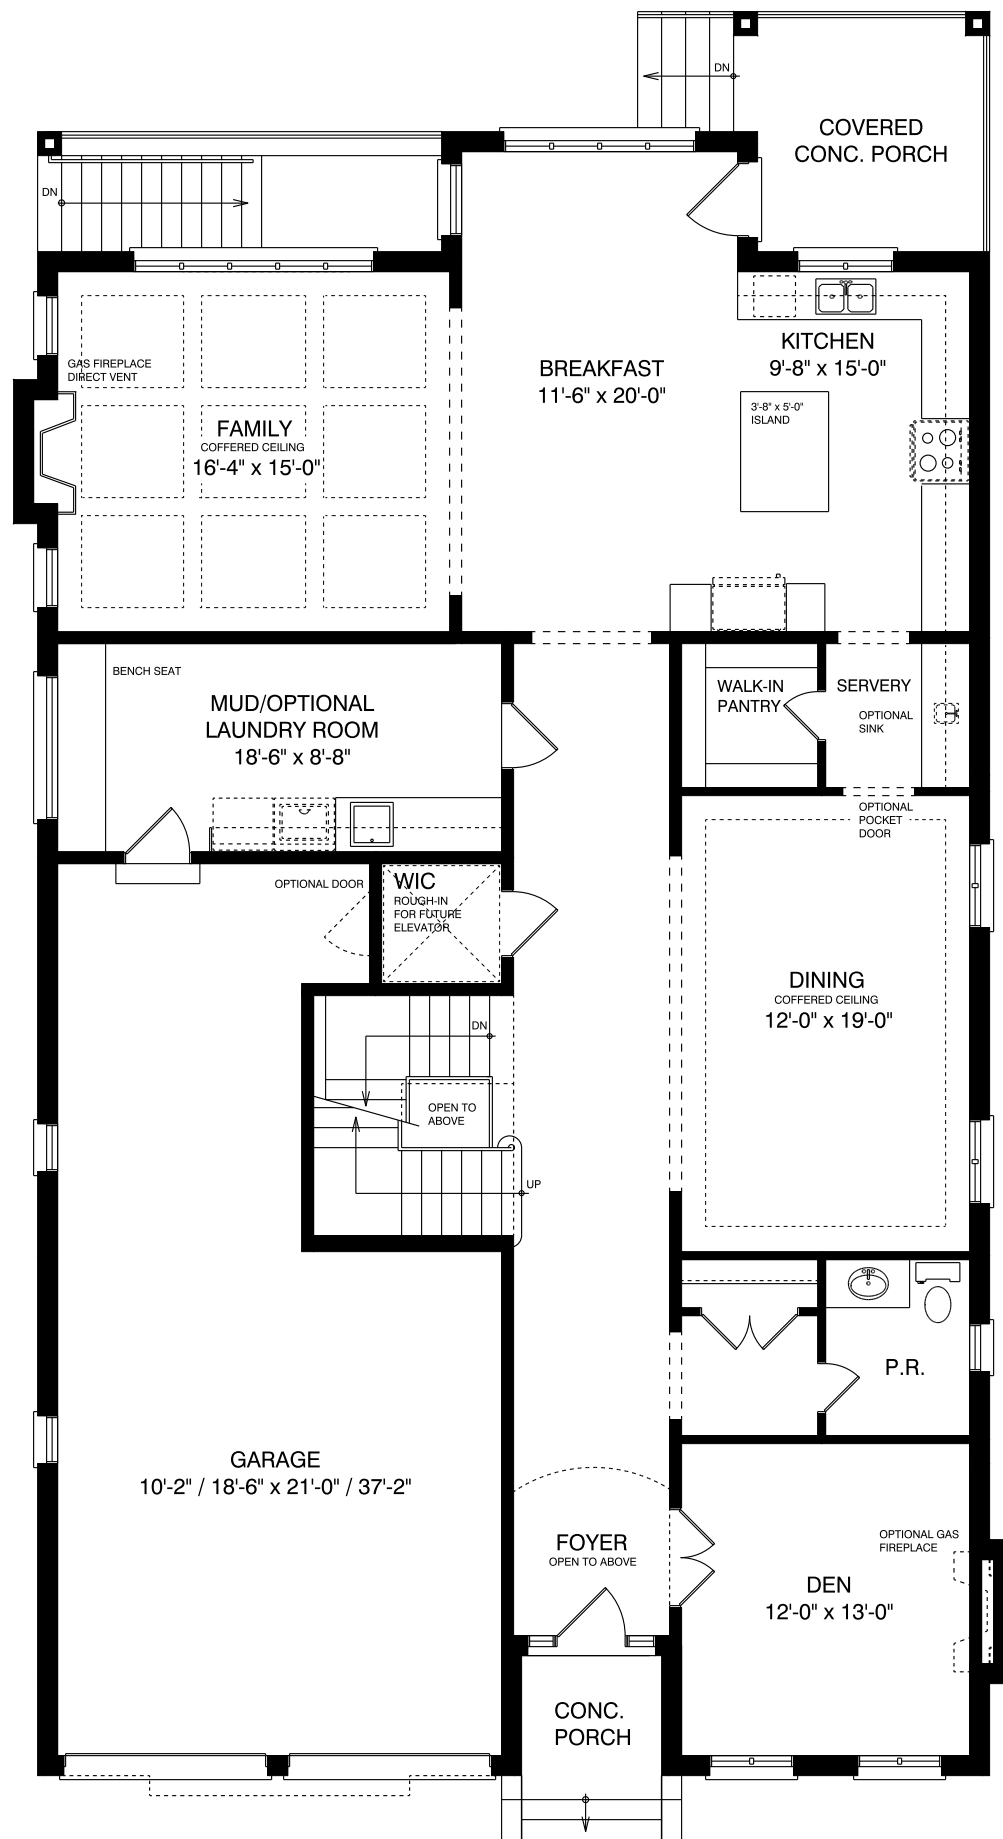 DN
COVERED
CONC. PORCH
DN
KITCHEN
9'-8" x 15'-0"
BREAKFAST
11'-6" x 20'-0"
GAS FIREPLACE
DIRECT VENT
3'-8" x 5'-0"
ISLAND
FAMILY
COFFERED CEILING
16'-4" x 15'-0"
BENCH SEAT
MUD/OPTIONAL
LAUNDRY ROOM
18'-6" x 8'-8"
WALK-IN
PANTRY
SERVERY
OPTIONAL
SINK
OPTIONAL
POCKET
DOOR
OPTIONAL DOOR
WIC
ROUGH-IN
FOR FUTURE
ELEVATOR
DINING
COFFERED CEILING
12'-0" x 19'-0"
DN
OPEN TO
ABOVE
UP
P.R.
GARAGE
10'-2" / 18'-6" x 21'-0" / 37'-2"
FOYER
OPEN TO ABOVE
OPTIONAL GAS
FIREPLACE
DEN
12'-0" x 13'-0"
CONC.
PORCH